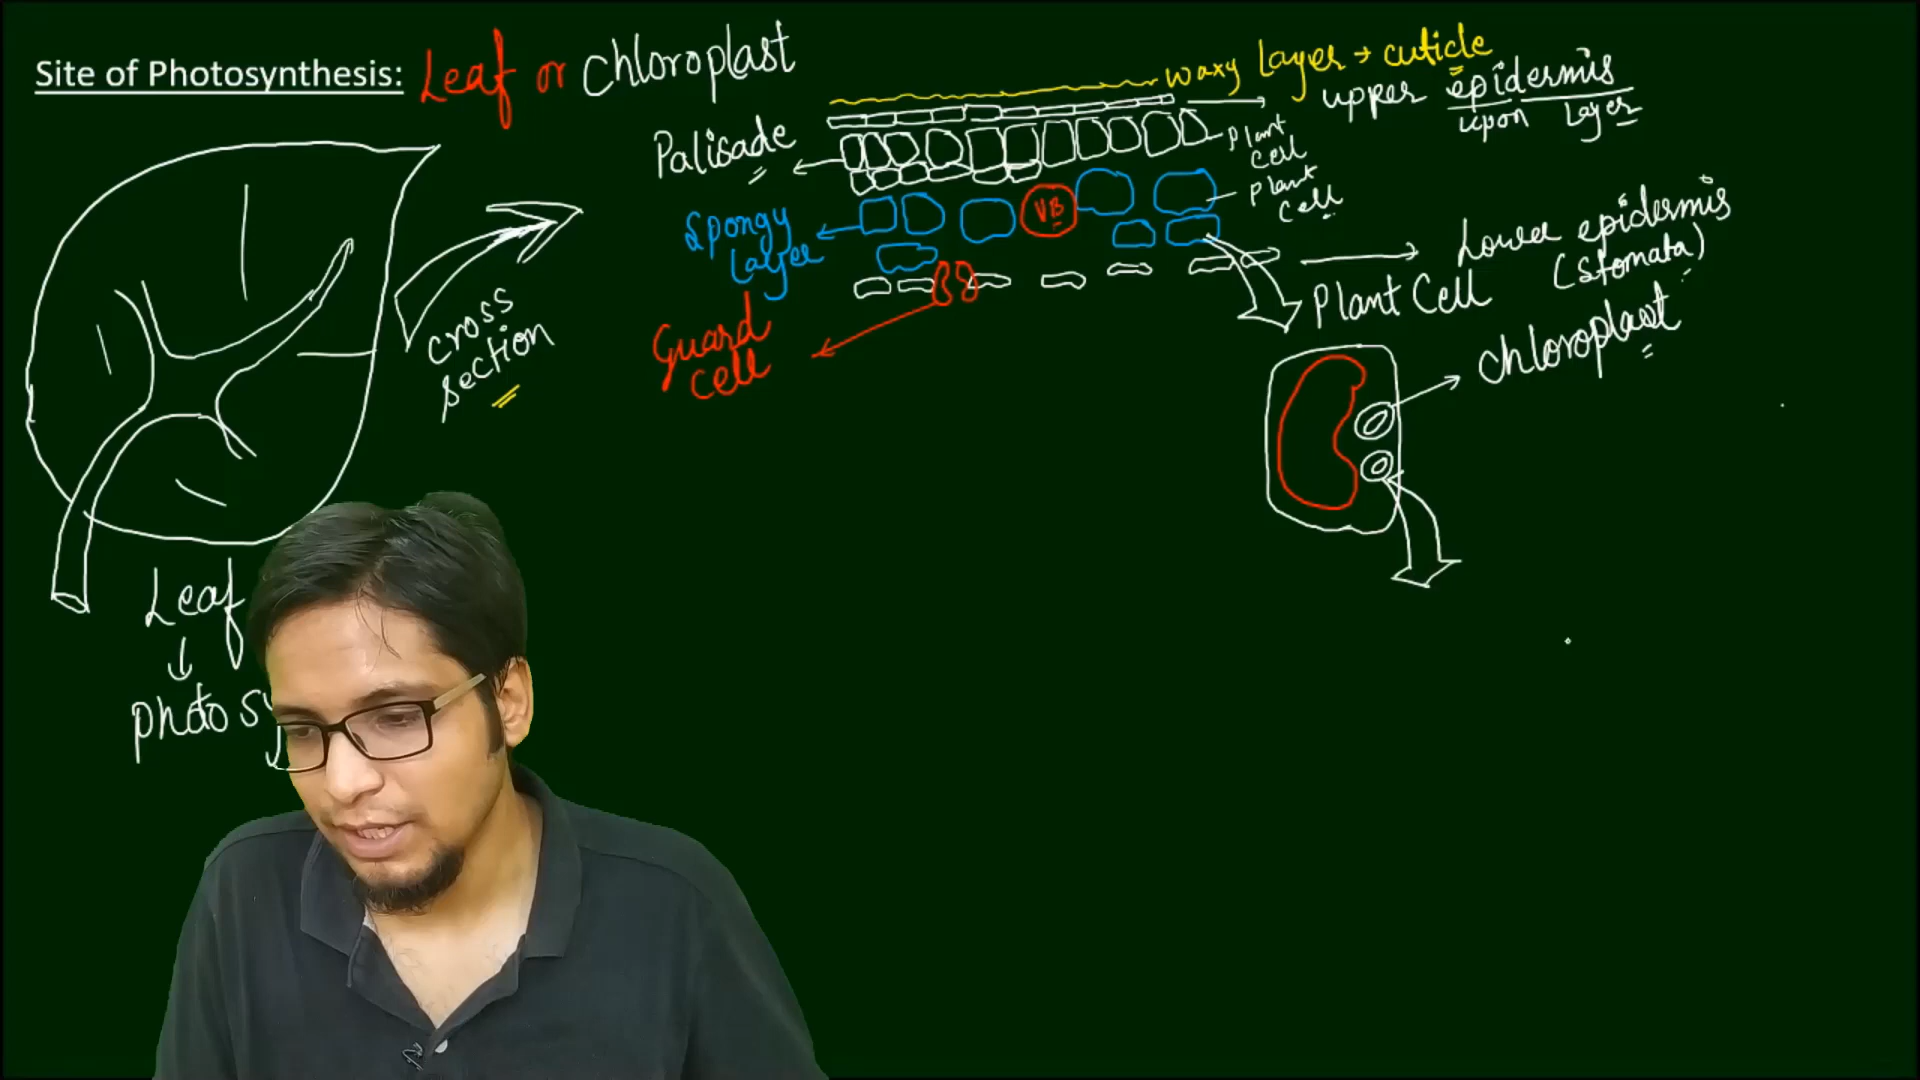 Site of Photosynthesis: Leaf or Chloroplast
waxy Layer → cuticle
upper epidermis
upon Layer
Palisade
Plant
cell
Plant
cell
Spongy
Layer
VB
Lower epidermis
(stomata)
Guard
cell
Plant Cell
chloroplast
cross
section
Leaf
↓